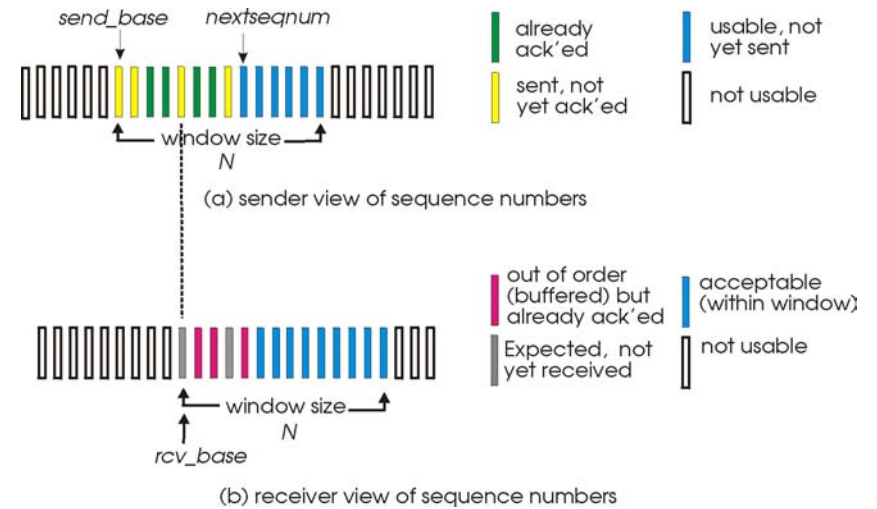 send_base nextseqnum
already
ack'ed
usable, not
yet sent
sent, not
yet ack'ed
not usable
window size
N
(a) sender view of sequence numbers
out of order
(buffered) but
already ack'ed
acceptable
(within window)
Expected, not
yet received
not usable
window size
N
rcv_base
(b) receiver view of sequence numbers